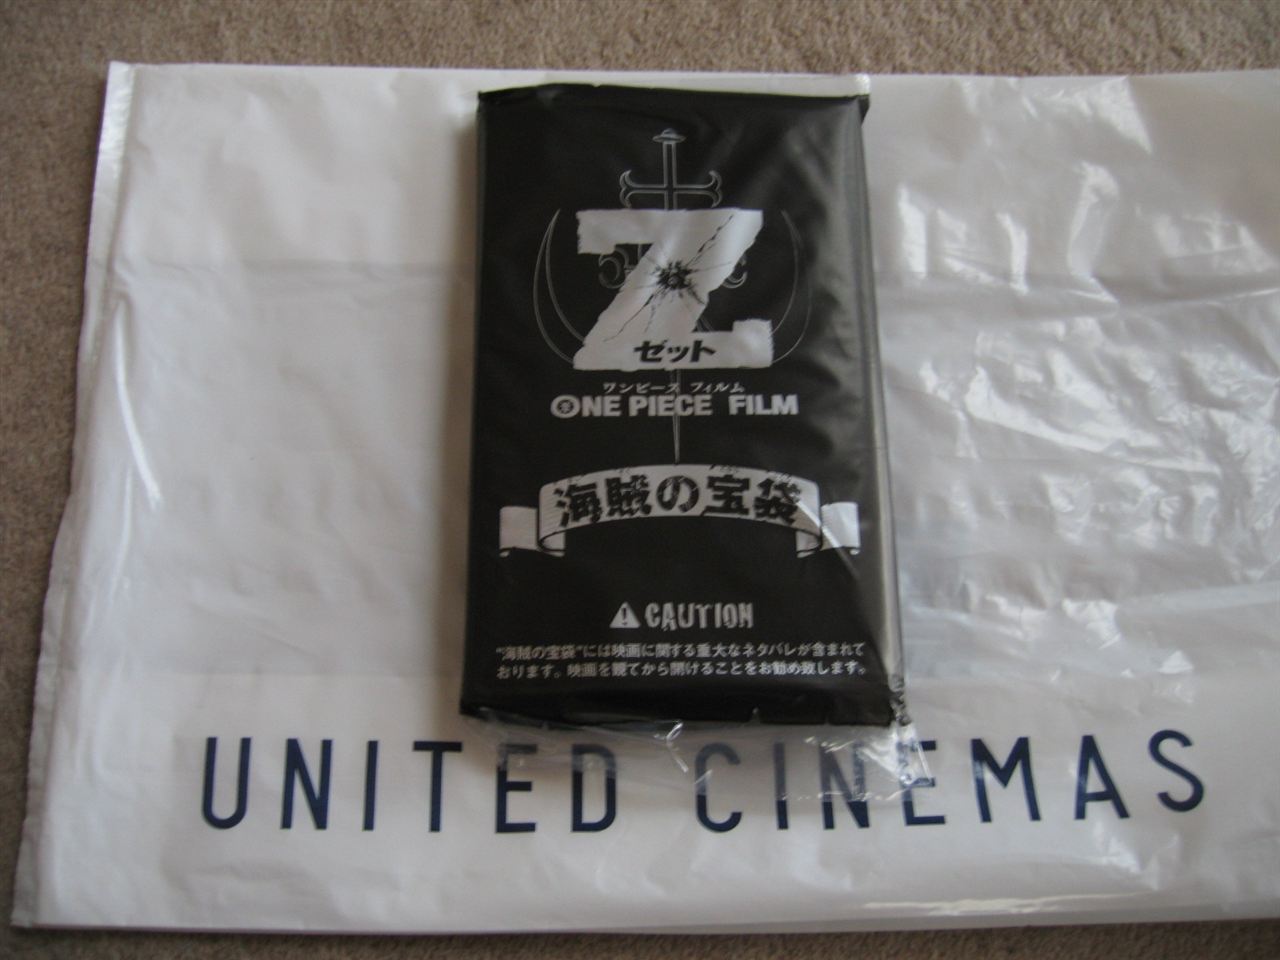 Z
ゼット
ワンピース フィルム
ONE PIECE FILM
海賊の宝袋
CAUTION
"海賊の宝袋"には映画に関する重大なネタバレが含まれて
おります。映画を観てから開けることをお勧め致します。
UNITED CINEMAS